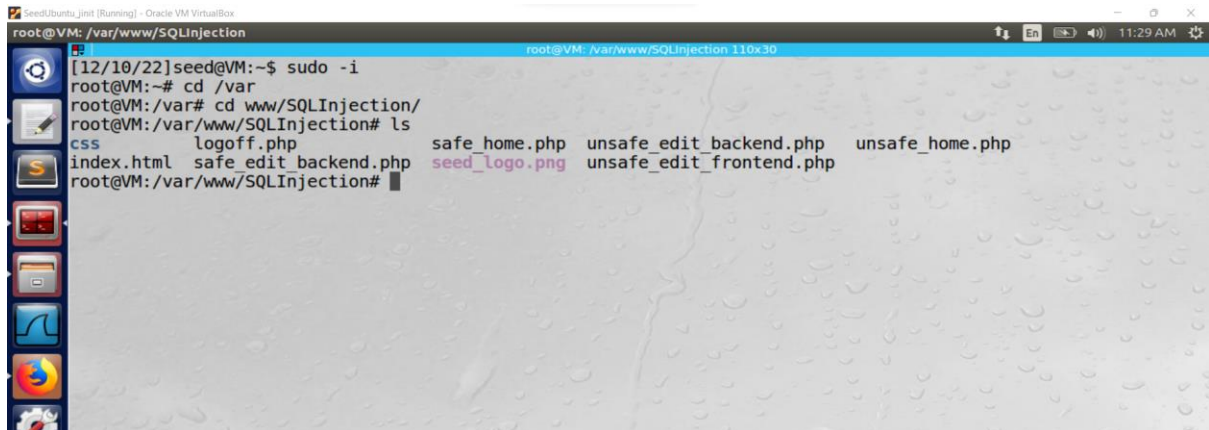 SeedUbuntu_jinit [Running] - Oracle VM VirtualBox
root@VM: /var/www/SQLInjection En 11:29 AM
root@VM: /var/www/SQLInjection 110x30
[12/10/22]seed@VM:~$ sudo -i
root@VM:~# cd /var
root@VM:/var# cd www/SQLInjection/
root@VM:/var/www/SQLInjection# ls
css logoff.php safe_home.php unsafe_edit_backend.php unsafe_home.php
index.html safe_edit_backend.php seed_logo.png unsafe_edit_frontend.php
root@VM:/var/www/SQLInjection#